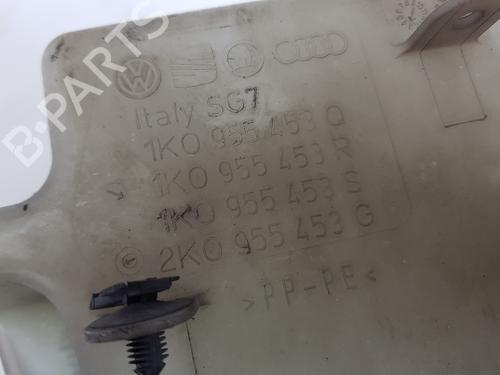 Italy SG7
1K0 955 453 Q
1K0 955 453 R
1K0 955 453 S
2K0 955 453 G
>PP-PE<
B-PARTS